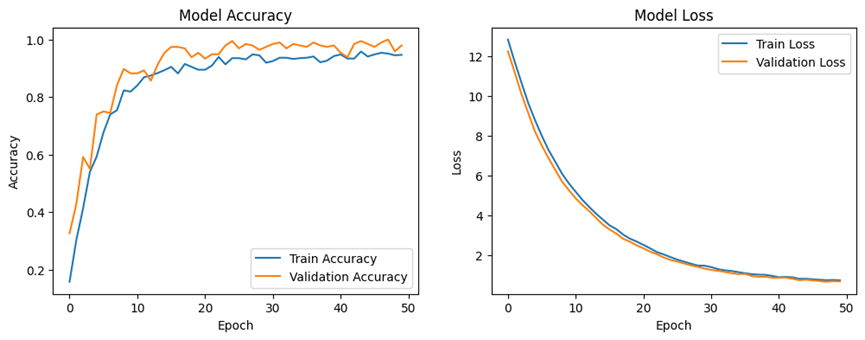 Model Accuracy
1.0
0.8
0.6
0.4
0.2
Accuracy
0 10 20 30 40 50
Epoch
Train Accuracy
Validation Accuracy
Model Loss
12
10
8
6
4
2
Loss
0 10 20 30 40 50
Epoch
Train Loss
Validation Loss